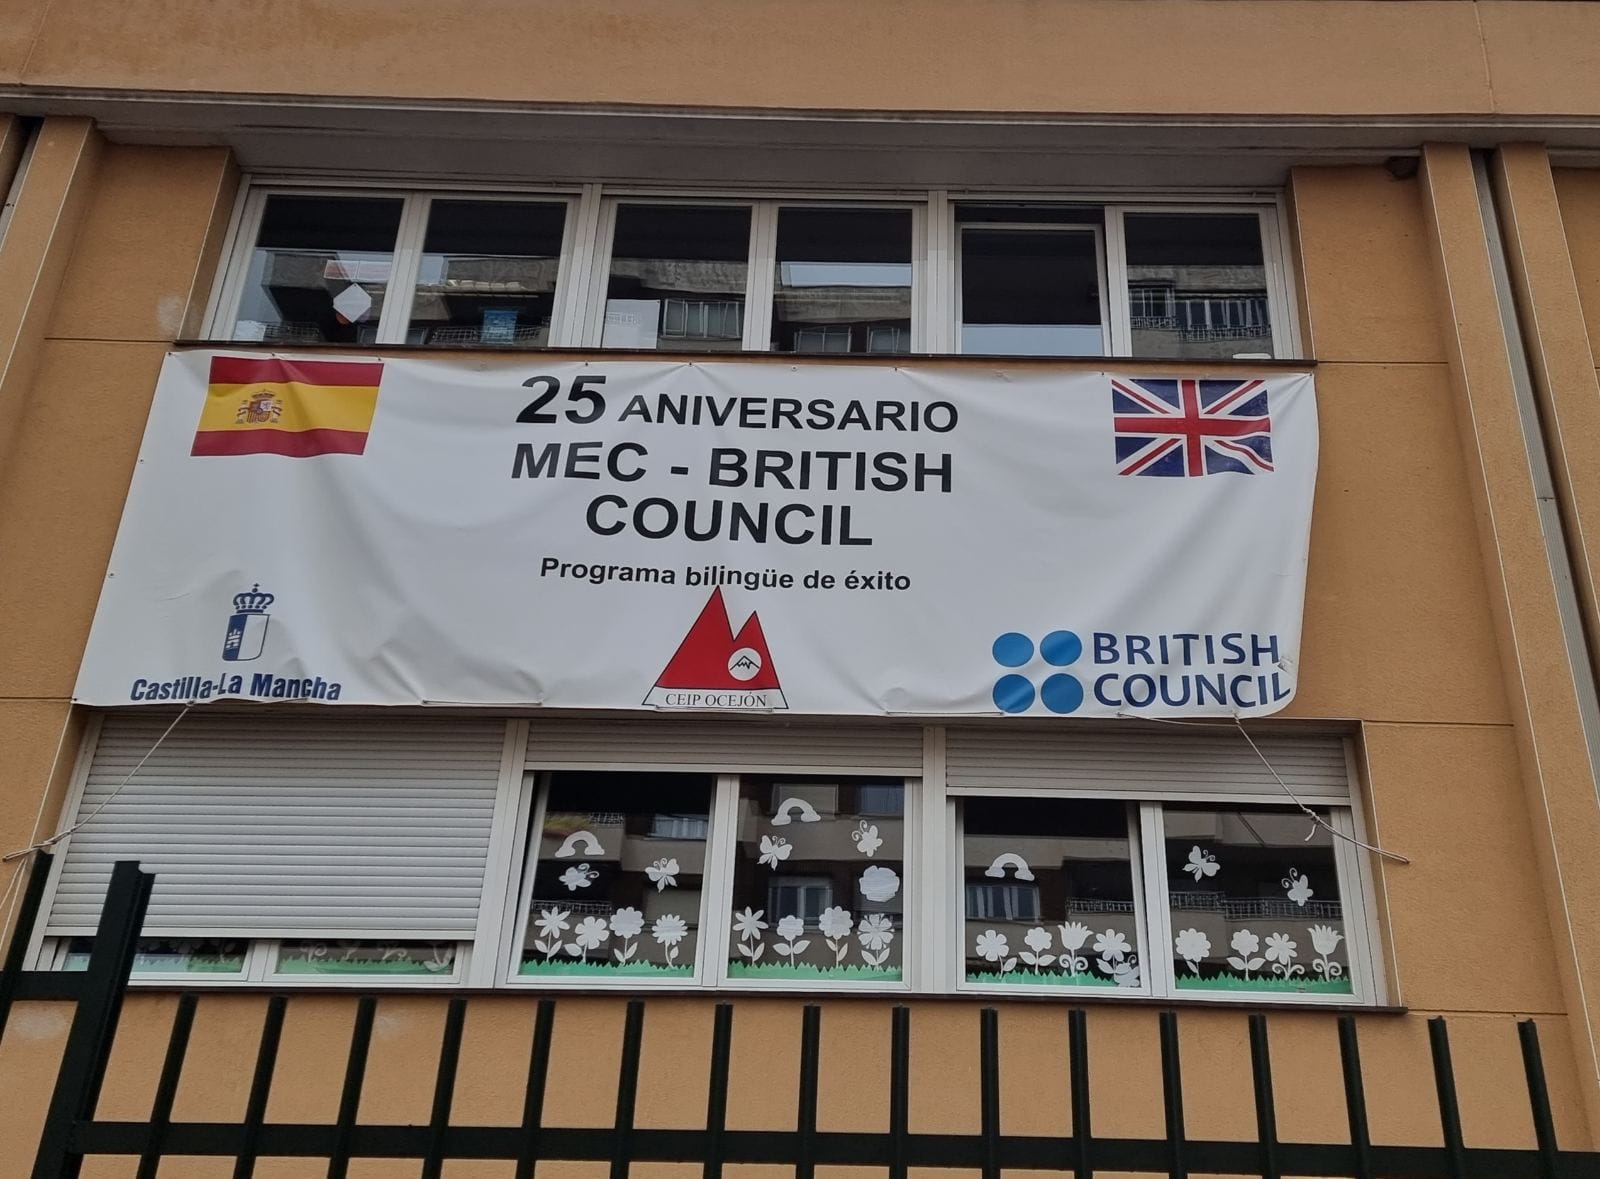 25 ANIVERSARIO
MEC - BRITISH
COUNCIL
Programa bilingüe de éxito
Castilla-La Mancha
CEIP OCEJÓN
BRITISH
COUNCIL